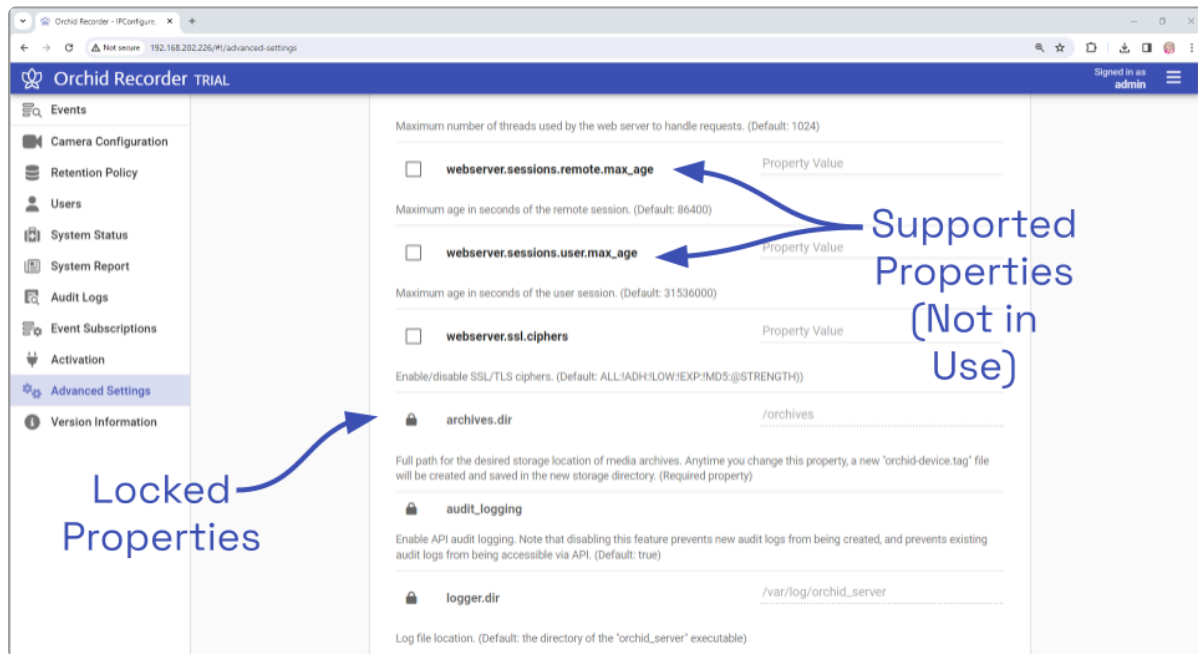 Orchid Recorder - IPConfigure.
Not secure 192.168.202.226/#!/advanced-settings
Orchid Recorder TRIAL
Signed in as
admin
Events
Camera Configuration
Retention Policy
Users
System Status
System Report
Audit Logs
Event Subscriptions
Activation
Advanced Settings
Version Information
Maximum number of threads used by the web server to handle requests. (Default: 1024)
webserver.sessions.remote.max_age Property Value
Maximum age in seconds of the remote session. (Default: 86400)
webserver.sessions.user.max_age Property Value
Maximum age in seconds of the user session. (Default: 31536000)
webserver.ssl.ciphers Property Value
Enable/disable SSL/TLS ciphers. (Default: ALL:!ADH:!LOW:!EXP:!MD5:@STRENGTH))
archives.dir /orchives
Full path for the desired storage location of media archives. Anytime you change this property, a new "orchid-device.tag" file
will be created and saved in the new storage directory. (Required property)
audit_logging
Enable API audit logging. Note that disabling this feature prevents new audit logs from being created, and prevents existing
audit logs from being accessible via API. (Default: true)
logger.dir /var/log/orchid_server
Log file location. (Default: the directory of the "orchid_server" executable)
Supported
Properties
(Not in
Use)
Locked
Properties